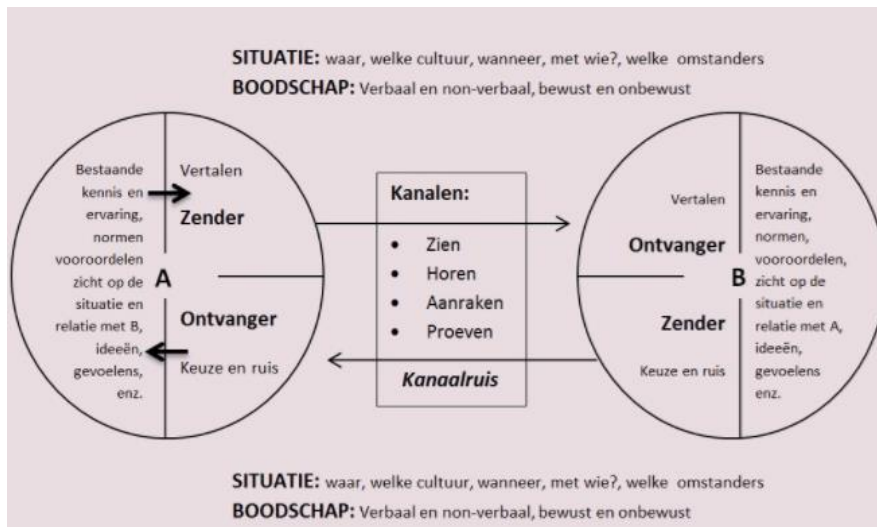 SITUATIE: waar, welke cultuur, wanneer, met wie?, welke omstanders
BOODSCHAP: Verbaal en non-verbaal, bewust en onbewust
Bestaande
kennis en
ervaring,
normen
vooroordelen
zicht op de
situatie en
relatie met B,
ideeën,
gevoelens,
enz.
A
Vertalen
Zender
Ontvanger
Keuze en ruis
Kanalen:
• Zien
• Horen
• Aanraken
• Proeven
Kanaalruis
Vertalen
Ontvanger
Zender
Keuze en ruis
B
Bestaande
kennis en
ervaring,
normen,
vooroordelen,
zicht op de
situatie en
relatie met A,
ideeën,
gevoelens
enz.
SITUATIE: waar, welke cultuur, wanneer, met wie?, welke omstanders
BOODSCHAP: Verbaal en non-verbaal, bewust en onbewust